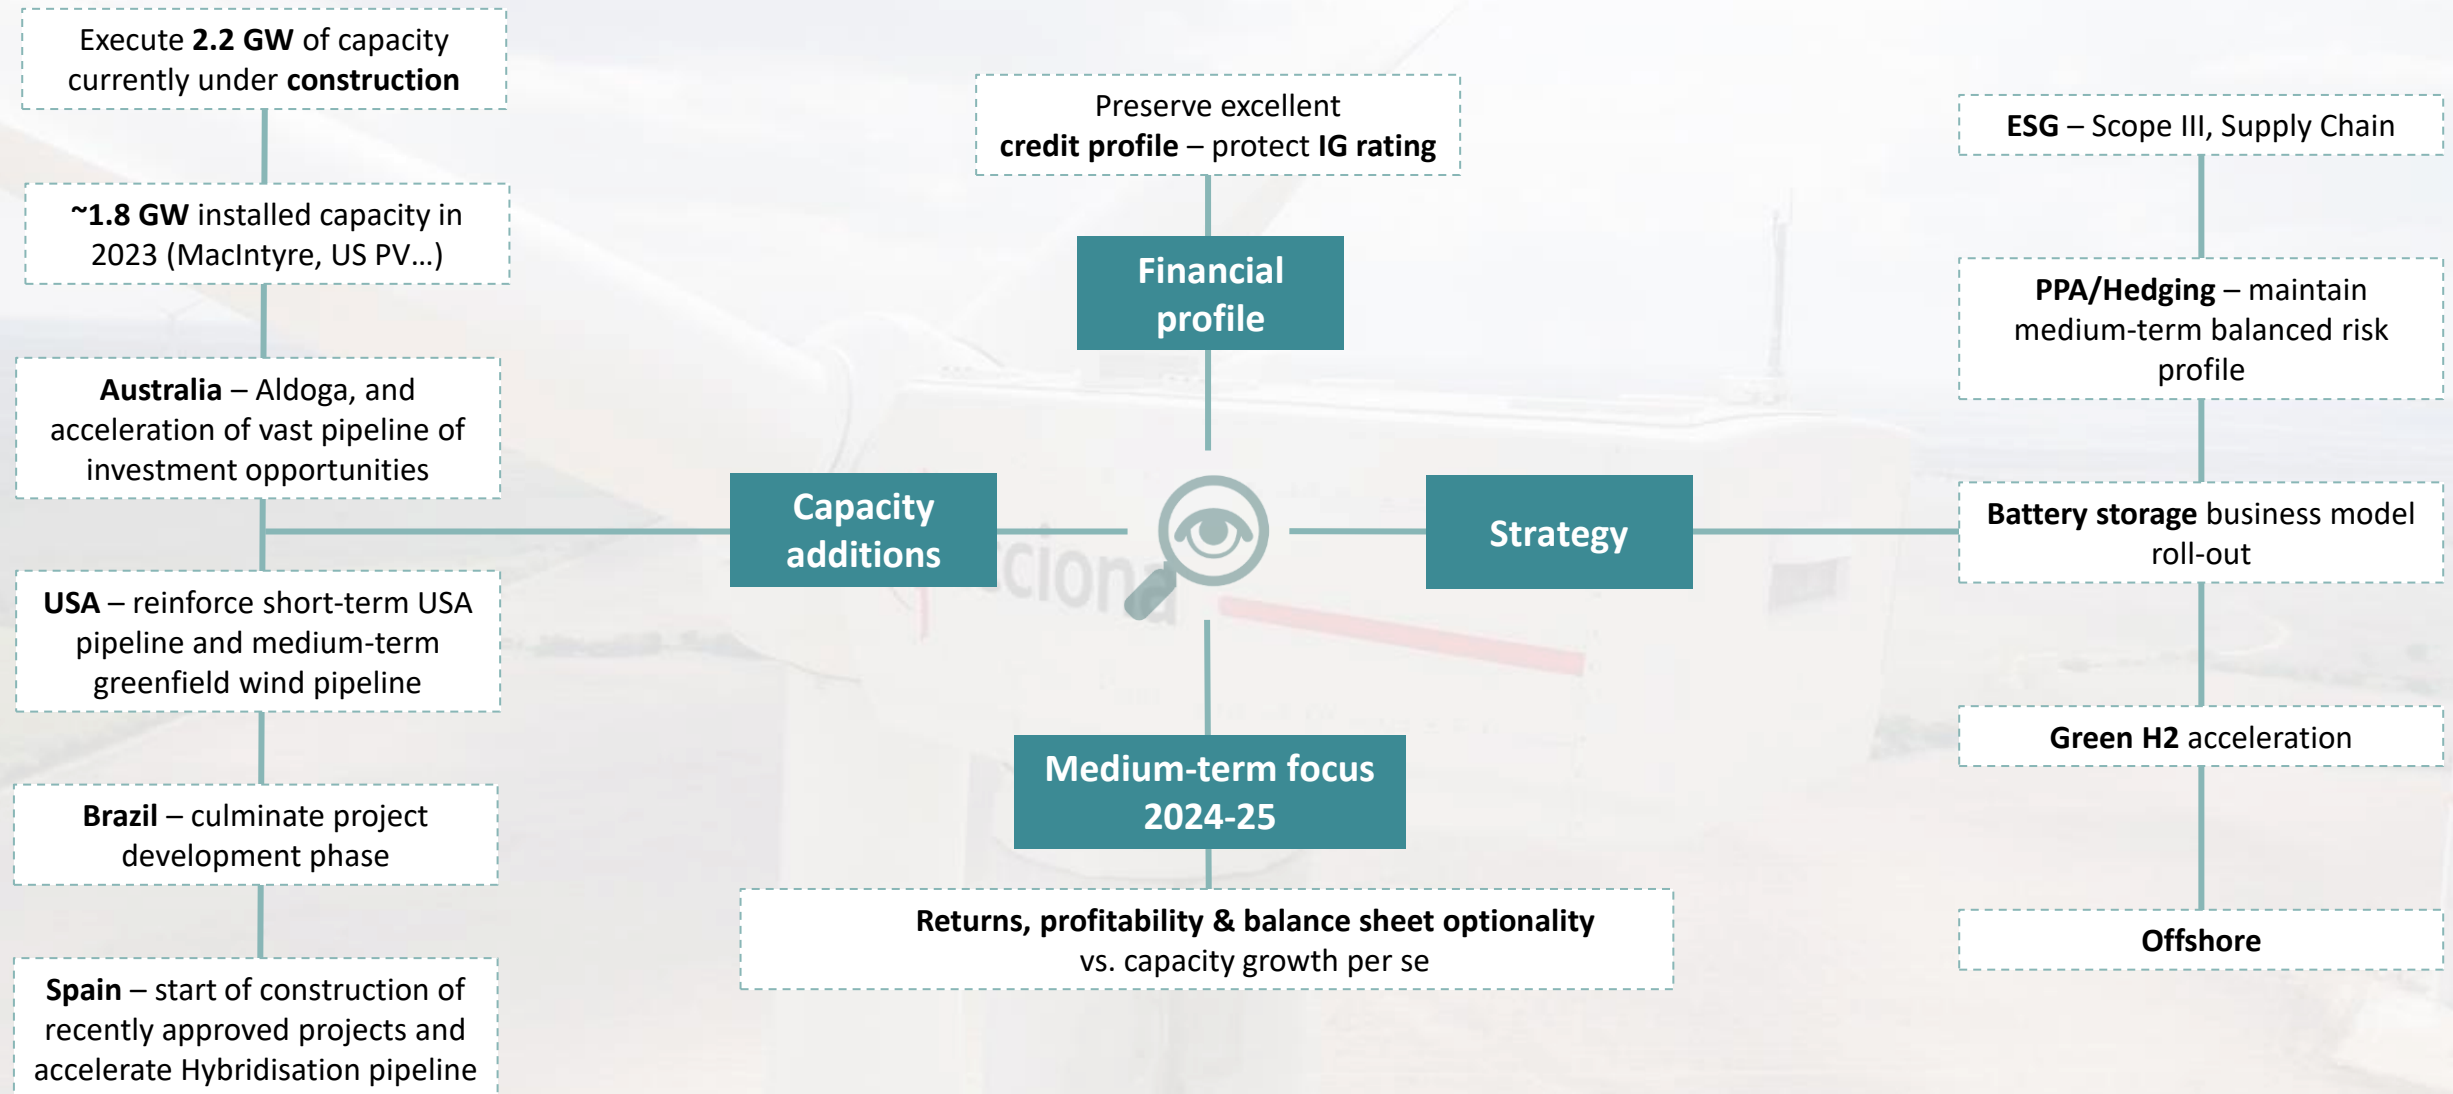 Execute 2.2 GW of capacity
currently under construction
~1.8 GW installed capacity in
2023 (MacIntyre, US PV…)
Australia – Aldoga, and
acceleration of vast pipeline of
investment opportunities
USA – reinforce short-term USA
pipeline and medium-term
greenfield wind pipeline
Brazil – culminate project
development phase
Spain – start of construction of
recently approved projects and
accelerate Hybridisation pipeline
Capacity
additions
Preserve excellent
credit profile – protect IG rating
Financial
profile
cciona
Medium-term focus
2024-25
Returns, profitability & balance sheet optionality
vs. capacity growth per se
Strategy
ESG – Scope III, Supply Chain
PPA/Hedging – maintain
medium-term balanced risk
profile
Battery storage business model
roll-out
Green H2 acceleration
Offshore